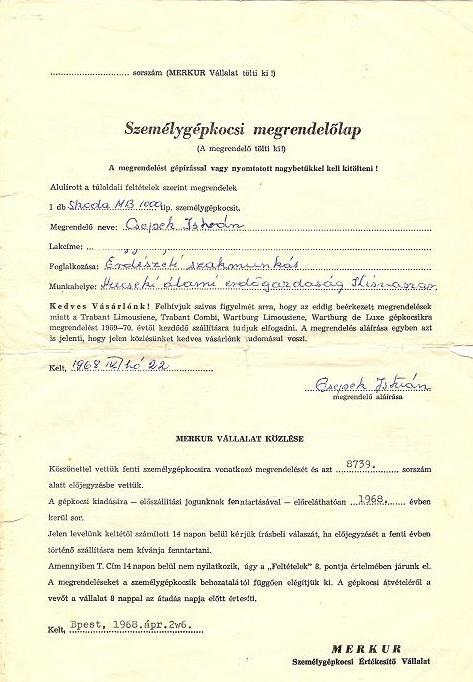 .............................. sorszám (MERKUR Vállalat tölti ki!)
Személygépkocsi megrendelőlap
(A megrendelő tölti ki!)
A megrendelést gépírással vagy nyomtatott nagybetűkkel kell kitölteni!
Alulírott a túloldali feltételek szerint megrendelek
1 db Skoda MB 1000 tip. személygépkocsit.
Megrendelő neve: Csepek István
Lakcíme:
Foglalkozása: Erdészeti szakmunkás
Munkahelye: állami erdőgazdaság
Kedves Vásárlónk! Felhívjuk szíves figyelmét arra, hogy az eddig beérkezett megrendelések
miatt a Trabant Limousiene, Trabant Combi, Wartburg Limousiene, Wartburg de Luxe gépkocsikra
megrendelést 1969—70. évtől kezdődő szállításra tudjuk elfogadni. A megrendelés aláírása egyben azt
is jelenti, hogy jelen közlésünket kedves vásárlónk tudomásul veszi.
Kelt, 1968 IV. hó 22
Csepek István
megrendelő aláírása
MERKUR VÁLLALAT KÖZLÉSE
Köszönettel vettük fenti személygépkocsira vonatkozó megrendelését és azt 8739. sorszám
alatt előjegyzésbe vettük.
A gépkocsi kiadására — előszállítási jogunknak fenntartásával — előreláthatóan 1968. évben
kerül sor.
Jelen levelünk keltétől számított 14 napon belül kérjük írásbeli válaszát, ha előjegyzését a fenti évben
történő szállításra nem kívánja fenntartani.
Amennyiben T. Cím 14 napon belül nem nyilatkozik, úgy a „Feltételek" 8. pontja értelmében járunk el.
A megrendeléseket a személygépkocsik behozatalától függően elégítjük ki. A gépkocsi átvételéről a
vevőt a vállalat 8 nappal az átadás napja előtt értesíti.
Kelt, Bpest, 1968.ápr.2w6.
MERKUR
Személygépkocsi Értékesítő Vállalat